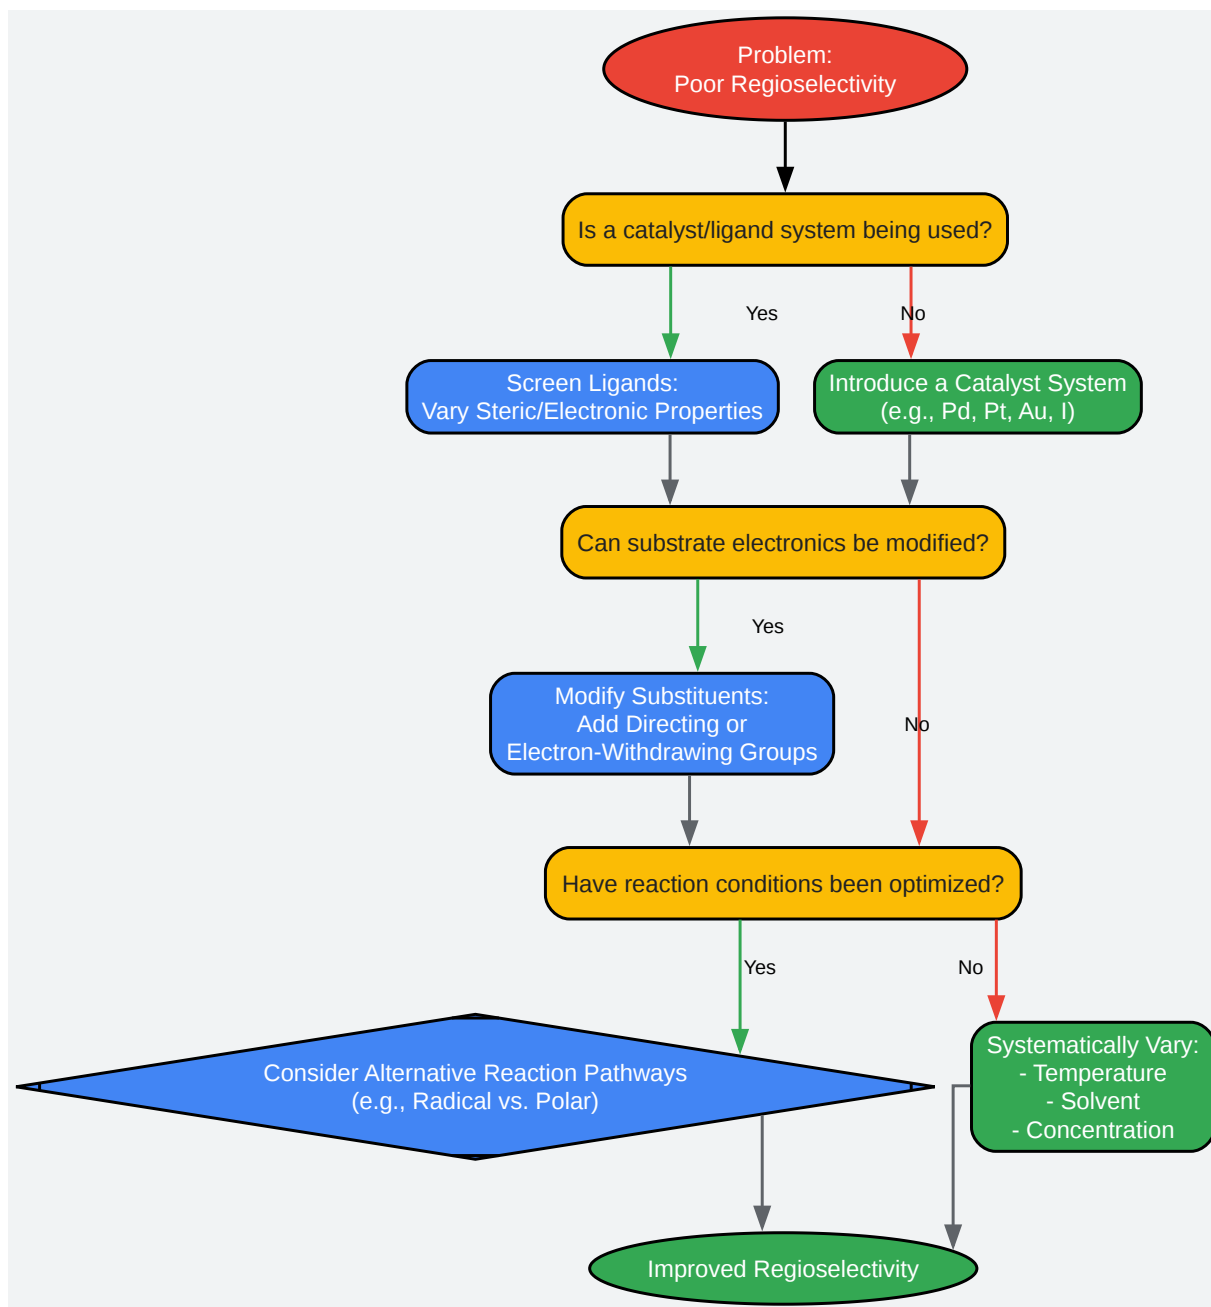 Problem:
Poor Regioselectivity
Is a catalyst/ligand system being used?
Yes
No
Screen Ligands:
Vary Steric/Electronic Properties
Introduce a Catalyst System
(e.g., Pd, Pt, Au, I)
Can substrate electronics be modified?
Yes
Modify Substituents:
Add Directing or
Electron-Withdrawing Groups
No
Have reaction conditions been optimized?
Yes
No
Consider Alternative Reaction Pathways
(e.g., Radical vs. Polar)
Systematically Vary:
- Temperature
- Solvent
- Concentration
Improved Regioselectivity